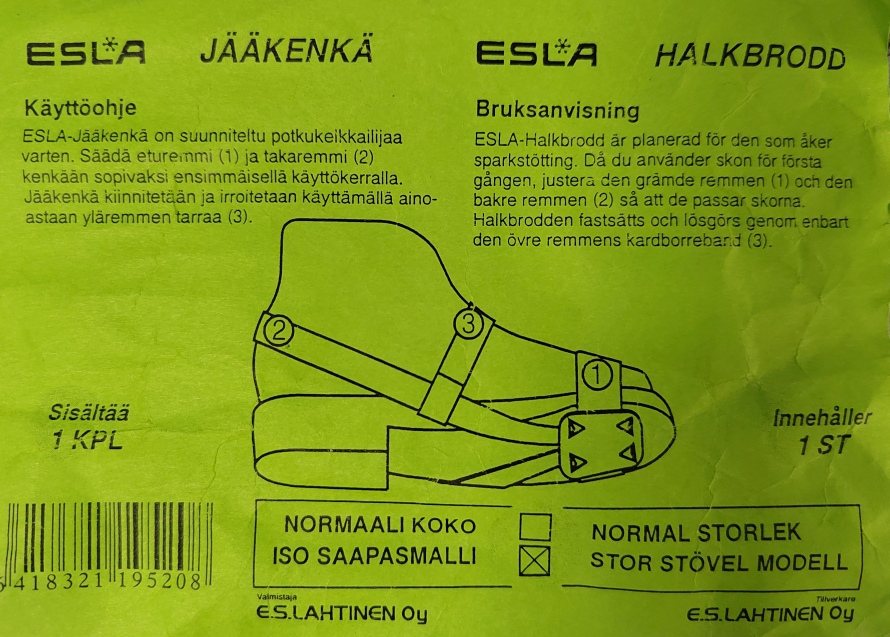 ESL*A JÄÄKENKÄ
Käyttöohje
ESLA-Jääkenkä on suunniteltu potkukeikkailijaa
varten. Säädä eturemmi (1) ja takaremmi (2)
kenkään sopivaksi ensimmäisellä käyttökerralla.
Jääkenkä kiinnitetään ja irroitetaan käyttämällä aino-
astaan yläremmen tarraa (3).
ESL*A HALKBRODD
Bruksanvisning
ESLA-Halkbrodd är planerad för den som åker
sparkstötting. Då du använder skon för första
gången, justera den grämde remmen (1) och den
bakre remmen (2) så att de passar skorna.
Halkbrodden fastsätts och lösgörs genom enbart
den övre remmens kardborreband (3).
2
3
1
Sisältää
1 KPL
Innehåller
1 ST
6 418321 195208
NORMAALI KOKO
ISO SAAPASMALLI
NORMAL STORLEK
STOR STÖVEL MODELL
Valmistaja
E.S.LAHTINEN Oy
Tillverkare
E.S.LAHTINEN Oy